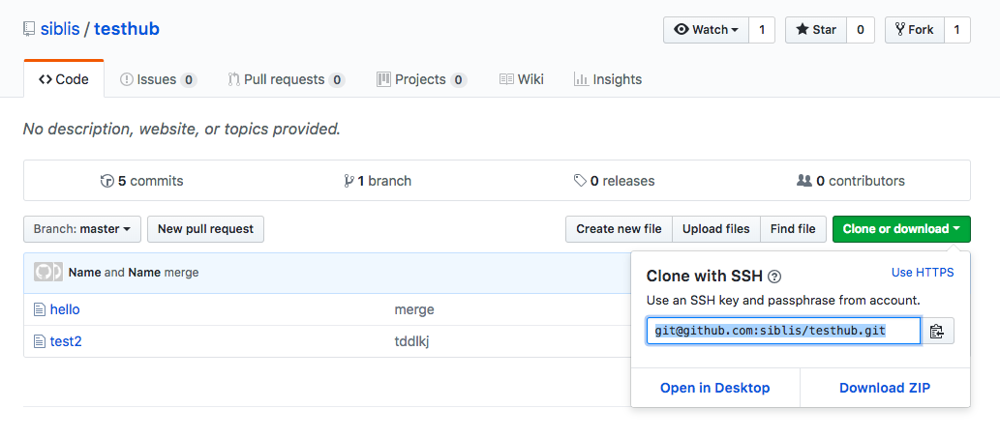 siblis / testhub
Watch 1 Star 0 Fork 1
Code Issues 0 Pull requests 0 Projects 0 Wiki Insights
No description, website, or topics provided.
5 commits 1 branch 0 releases 0 contributors
Branch: master New pull request Create new file Upload files Find file Clone or download
Name and Name merge
hello merge
test2 tddlkj
Clone with SSH ? Use HTTPS
Use an SSH key and passphrase from account.
git@github.com:siblis/testhub.git
Open in Desktop Download ZIP